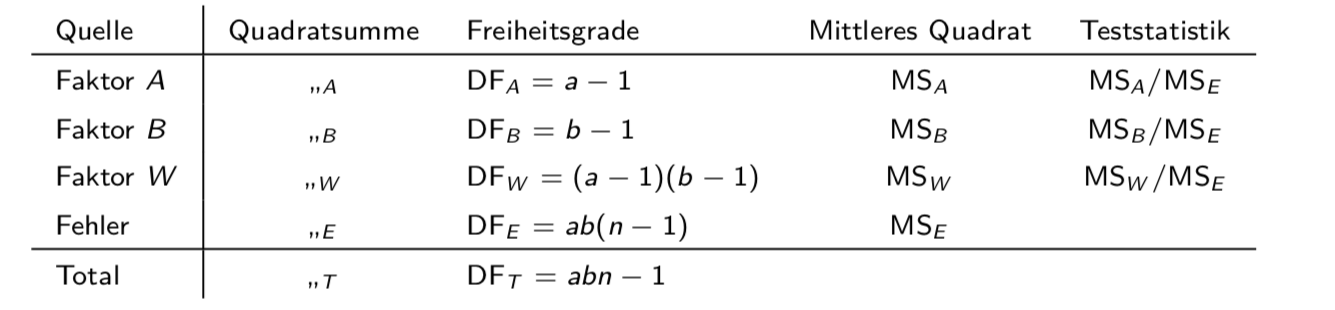 Quelle Quadratsumme Freiheitsgrade Mittleres Quadrat Teststatistik
Faktor A „A DF_A = a − 1 MS_A MS_A/MS_E
Faktor B „B DF_B = b − 1 MS_B MS_B/MS_E
Faktor W „W DF_W = (a − 1)(b − 1) MS_W MS_W/MS_E
Fehler „E DF_E = ab(n − 1) MS_E
Total „T DF_T = abn − 1